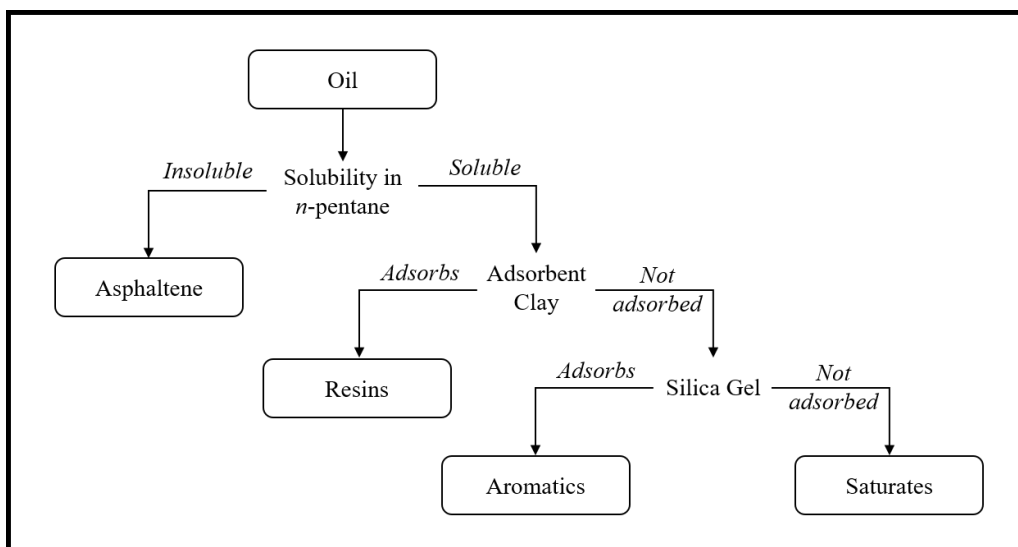 Oil
Insoluble
Solubility in
n-pentane
Soluble
Asphaltene
Adsorbs
Adsorbent
Clay
Not
adsorbed
Resins
Adsorbs
Silica Gel
Not
adsorbed
Aromatics
Saturates